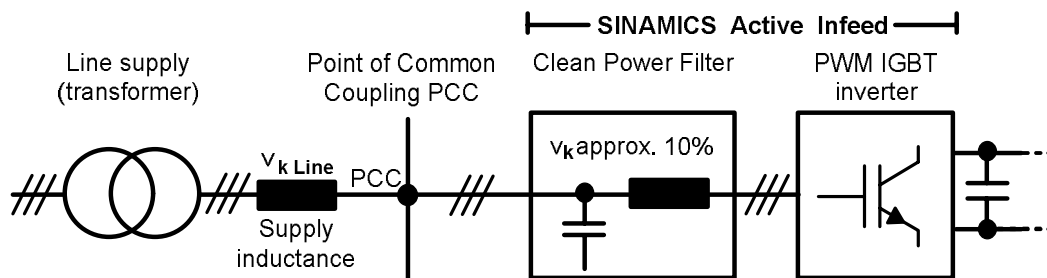 SINAMICS Active Infeed
Line supply
(transformer)
Point of Common
Coupling PCC
Clean Power Filter
PWM IGBT
inverter
vk Line
PCC
vk approx. 10%
Supply
inductance